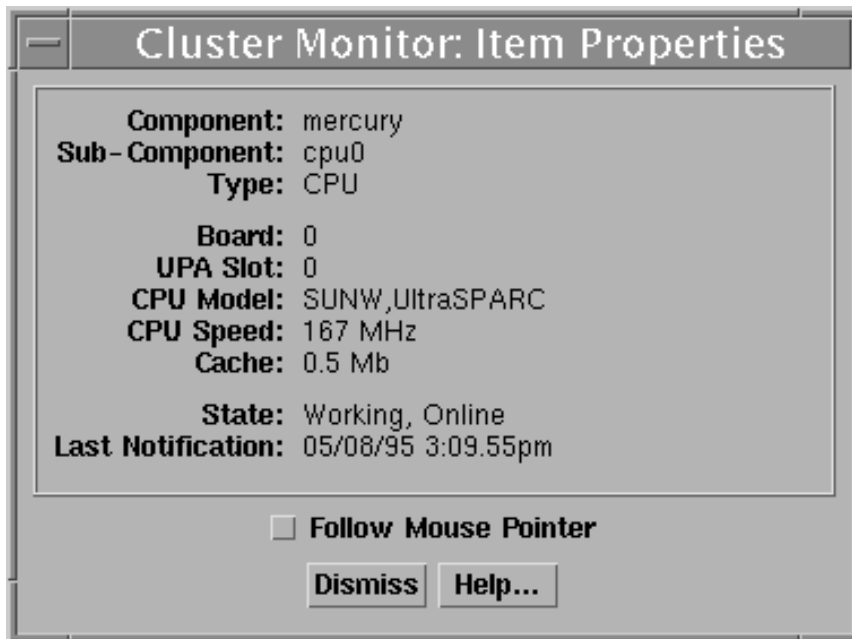 Cluster Monitor: Item Properties
Component: mercury
Sub-Component: cpu0
Type: CPU
Board: 0
UPA Slot: 0
CPU Model: SUNW,UltraSPARC
CPU Speed: 167 MHz
Cache: 0.5 Mb
State: Working, Online
Last Notification: 05/08/95 3:09.55pm
Follow Mouse Pointer
Dismiss Help...